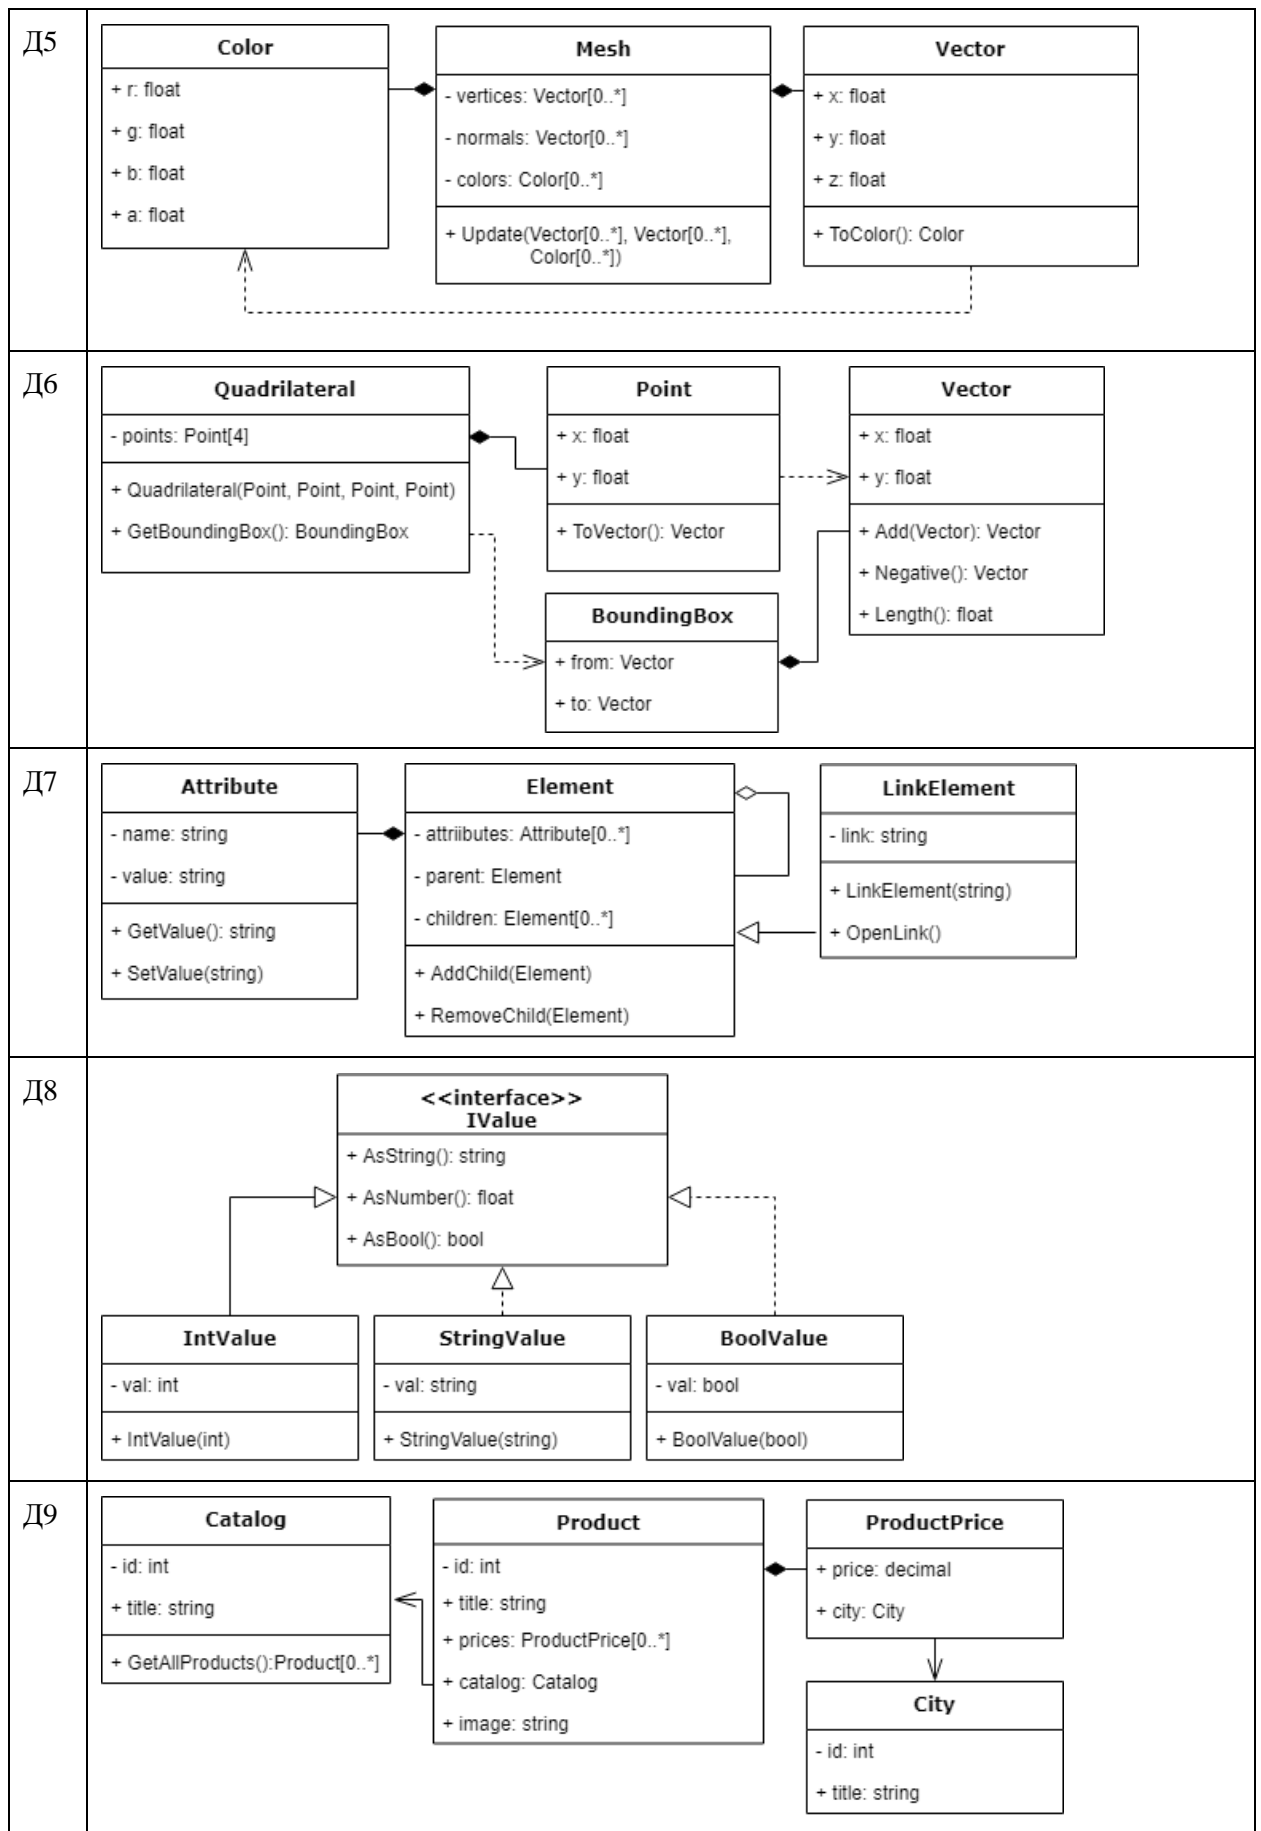 Д5
Color
+ r: float
+ g: float
+ b: float
+ a: float
Mesh
- vertices: Vector[0..*]
- normals: Vector[0..*]
- colors: Color[0..*]
+ Update(Vector[0..*], Vector[0..*],
Color[0..*])
Vector
+ x: float
+ y: float
+ z: float
+ ToColor(): Color
Д6
Quadrilateral
- points: Point[4]
+ Quadrilateral(Point, Point, Point, Point)
+ GetBoundingBox(): BoundingBox
Point
+ x: float
+ y: float
+ ToVector(): Vector
Vector
+ x: float
+ y: float
+ Add(Vector): Vector
+ Negative(): Vector
+ Length(): float
BoundingBox
+ from: Vector
+ to: Vector
Д7
Attribute
- name: string
- value: string
+ GetValue(): string
+ SetValue(string)
Element
- attriibutes: Attribute[0..*]
- parent: Element
- children: Element[0..*]
+ AddChild(Element)
+ RemoveChild(Element)
LinkElement
- link: string
+ LinkElement(string)
+ OpenLink()
Д8
<<interface>>
IValue
+ AsString(): string
+ AsNumber(): float
+ AsBool(): bool
IntValue
- val: int
+ IntValue(int)
StringValue
- val: string
+ StringValue(string)
BoolValue
- val: bool
+ BoolValue(bool)
Д9
Catalog
- id: int
+ title: string
+ GetAllProducts():Product[0..*]
Product
- id: int
+ title: string
+ prices: ProductPrice[0..*]
+ catalog: Catalog
+ image: string
ProductPrice
+ price: decimal
+ city: City
City
- id: int
+ title: string